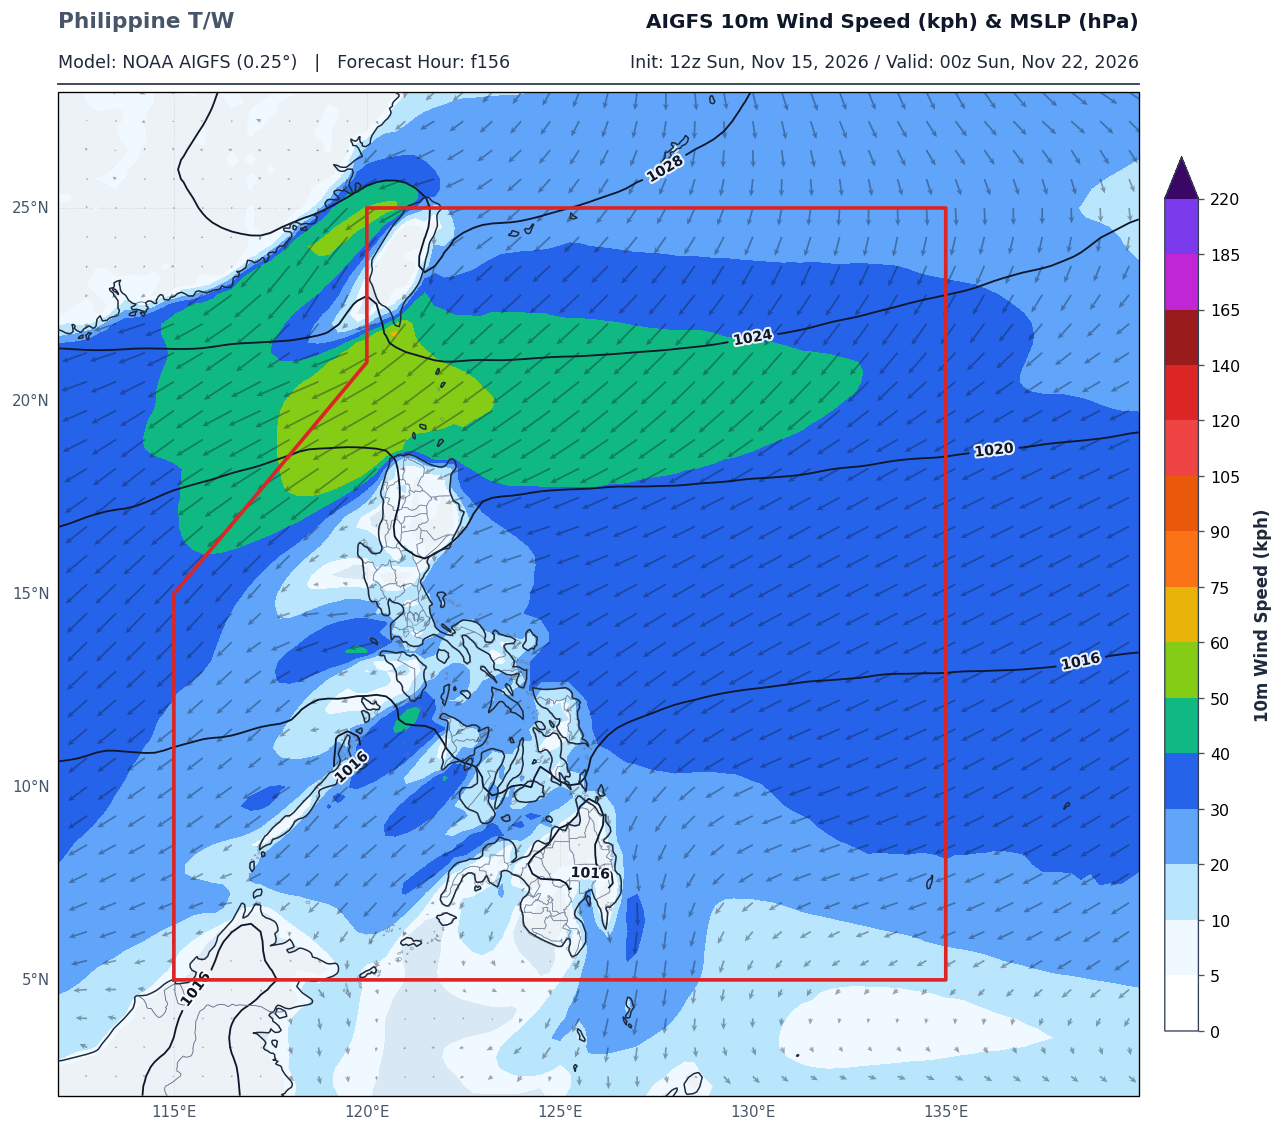 Philippine T/W
AIGFS 10m Wind Speed (kph) & MSLP (hPa)
Model: NOAA AIGFS (0.25°)   |   Forecast Hour: f156
Init: 12z Sun, Nov 15, 2026 / Valid: 00z Sun, Nov 22, 2026
25°N
20°N
15°N
10°N
5°N
115°E
120°E
125°E
130°E
135°E
1028
1024
1020
1016
1016
1016
1016
220
185
165
140
120
105
90
75
60
50
40
30
20
10
5
0
10m Wind Speed (kph)